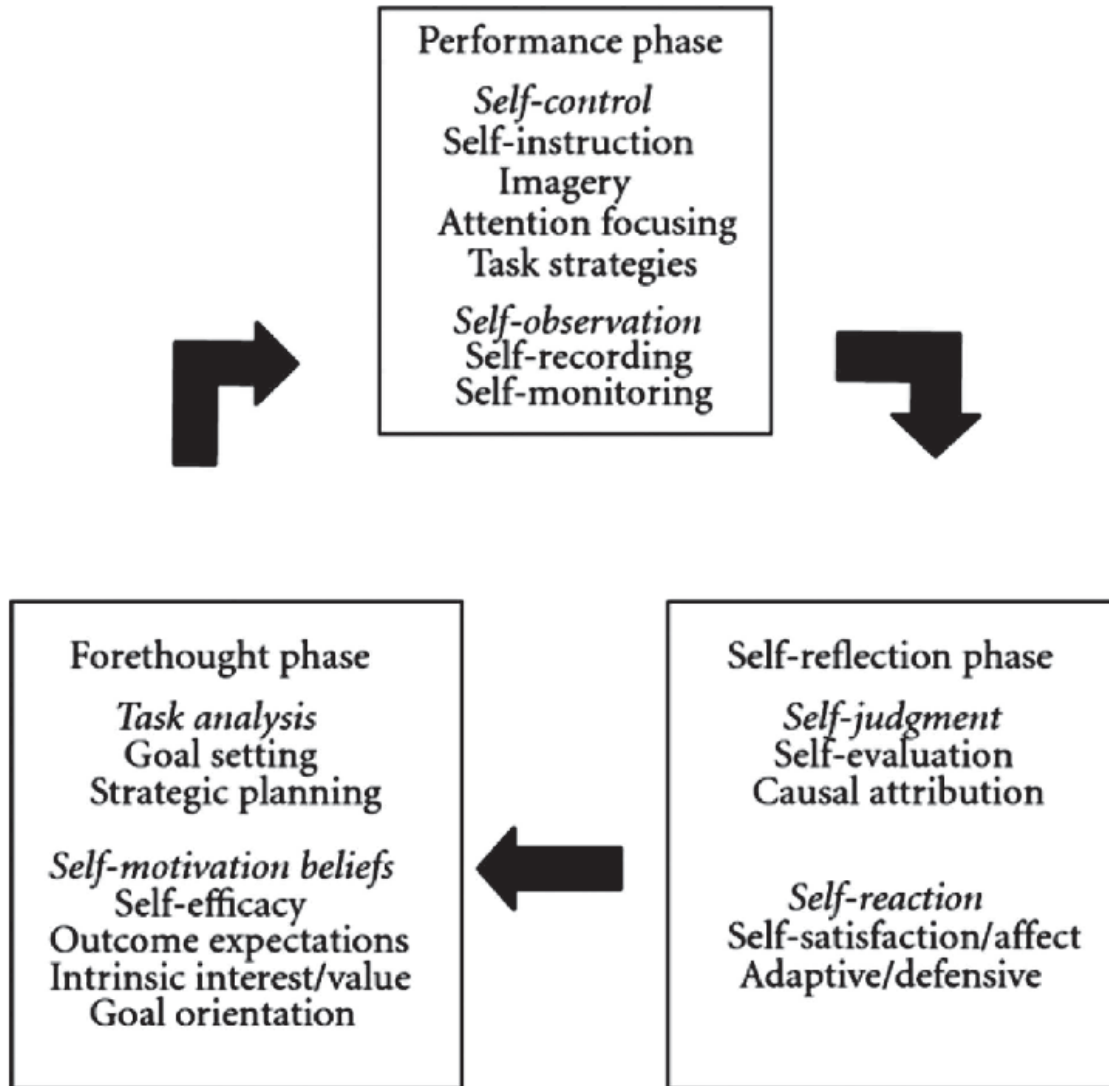 Performance phase
Self-control
Self-instruction
Imagery
Attention focusing
Task strategies
Self-observation
Self-recording
Self-monitoring
Forethought phase
Task analysis
Goal setting
Strategic planning
Self-motivation beliefs
Self-efficacy
Outcome expectations
Intrinsic interest/value
Goal orientation
Self-reflection phase
Self-judgment
Self-evaluation
Causal attribution
Self-reaction
Self-satisfaction/affect
Adaptive/defensive